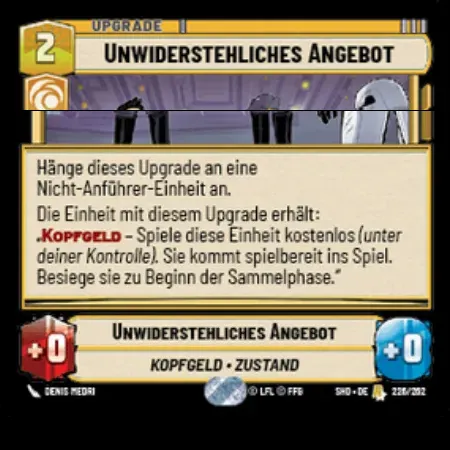 UPGRADE
2
UNWIDERSTEHLICHES ANGEBOT
Hänge dieses Upgrade an eine
Nicht-Anführer-Einheit an.
Die Einheit mit diesem Upgrade erhält:
„KOPFGELD – Spiele diese Einheit kostenlos (unter
deiner Kontrolle). Sie kommt spielbereit ins Spiel.
Besiege sie zu Beginn der Sammelphase.“
+0
UNWIDERSTEHLICHES ANGEBOT
+0
KOPFGELD • ZUSTAND
DENIS MEDRI
© LFL © FFG
SHD • DE
226/262